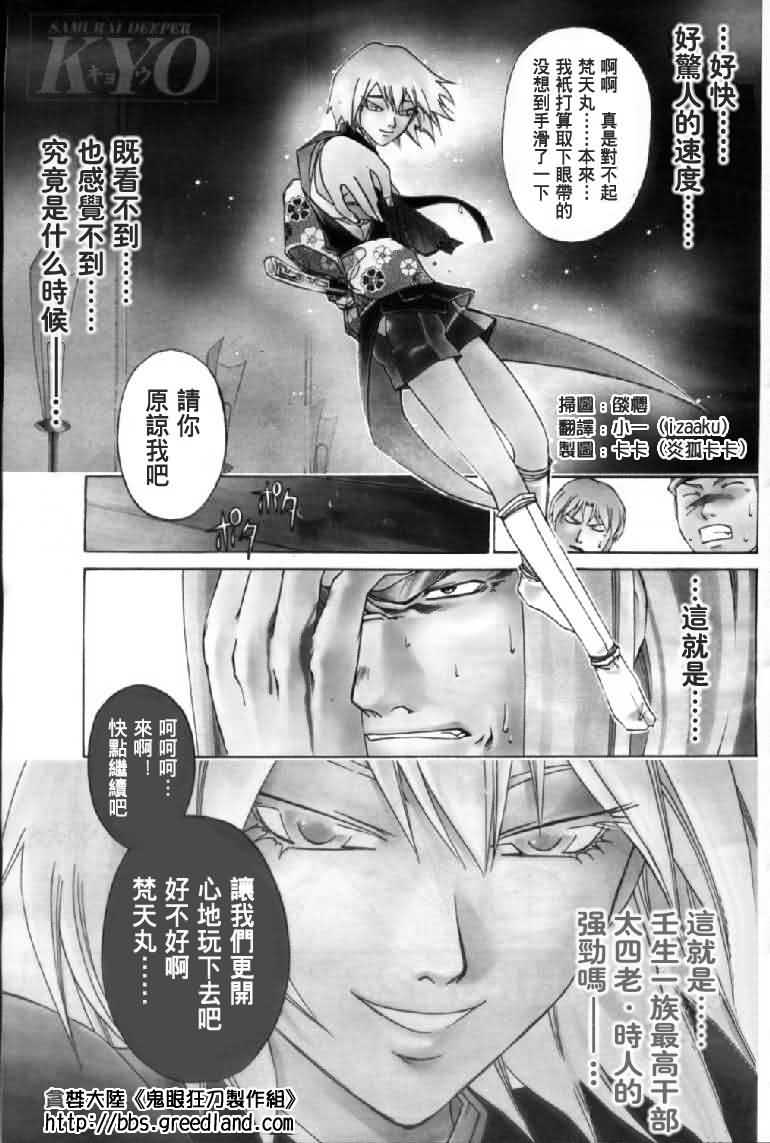 SAMURAI DEEPER
KYO
キョウ
…好快……
好驚人的速度……
啊啊 真是對不起
梵天丸……本來…
我祇打算取下眼帶的
没想到手滑了一下
既看不到……
也感覺不到……
究竟是什么時候——…
請你
原諒我吧
掃圖：
翻譯：小一（izaaku）
製圖：卡卡（炎狐卡卡）
ポタ
ポタ
…這就是……
呵呵呵…
來啊！
快點繼續吧
讓我們更開
心地玩下去吧
好不好啊
梵天丸……
這就是……
壬生一族最高干部
太四老·時人的
强勁嗎——…
大陸《鬼眼狂刀製作組》
http://bbs.greedland.com/